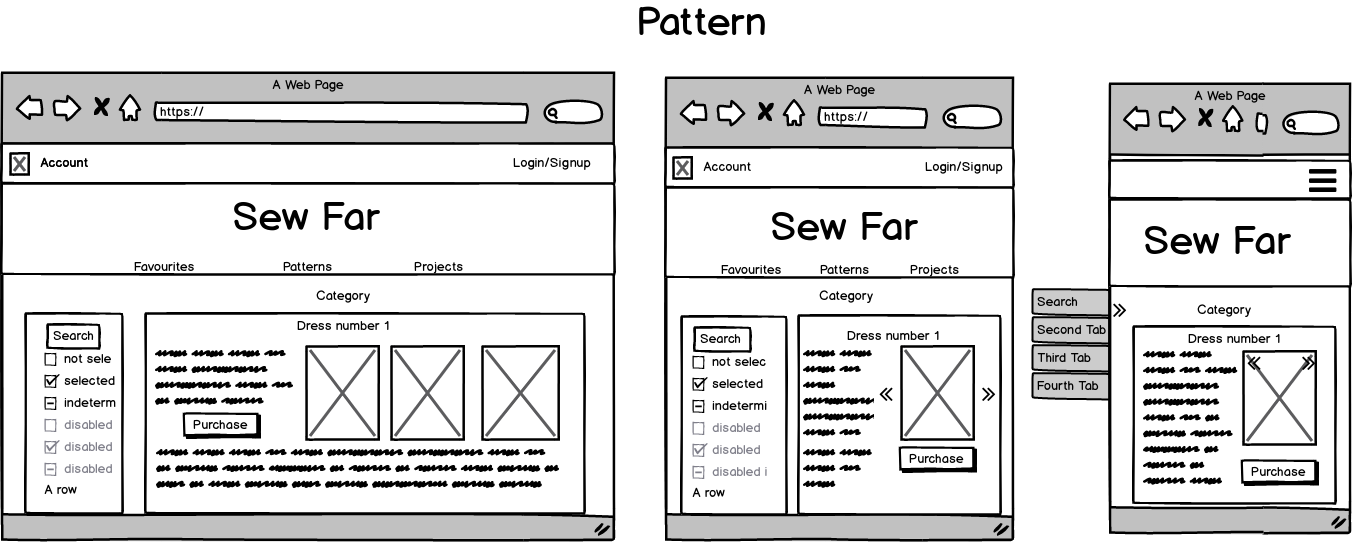 Pattern
A Web Page
https://
Account
Login/Signup
Sew Far
Favourites
Patterns
Projects
Category
Search
not sele
selected
indeterm
disabled
disabled
disabled
A row
Dress number 1
Purchase
A Web Page
https://
Account
Login/Signup
Sew Far
Favourites
Patterns
Projects
Category
Search
not selec
selected
indetermi
disabled
disabled
disabled i
A row
Dress number 1
Purchase
A Web Page
Sew Far
Search
Second Tab
Third Tab
Fourth Tab
Category
Dress number 1
Purchase